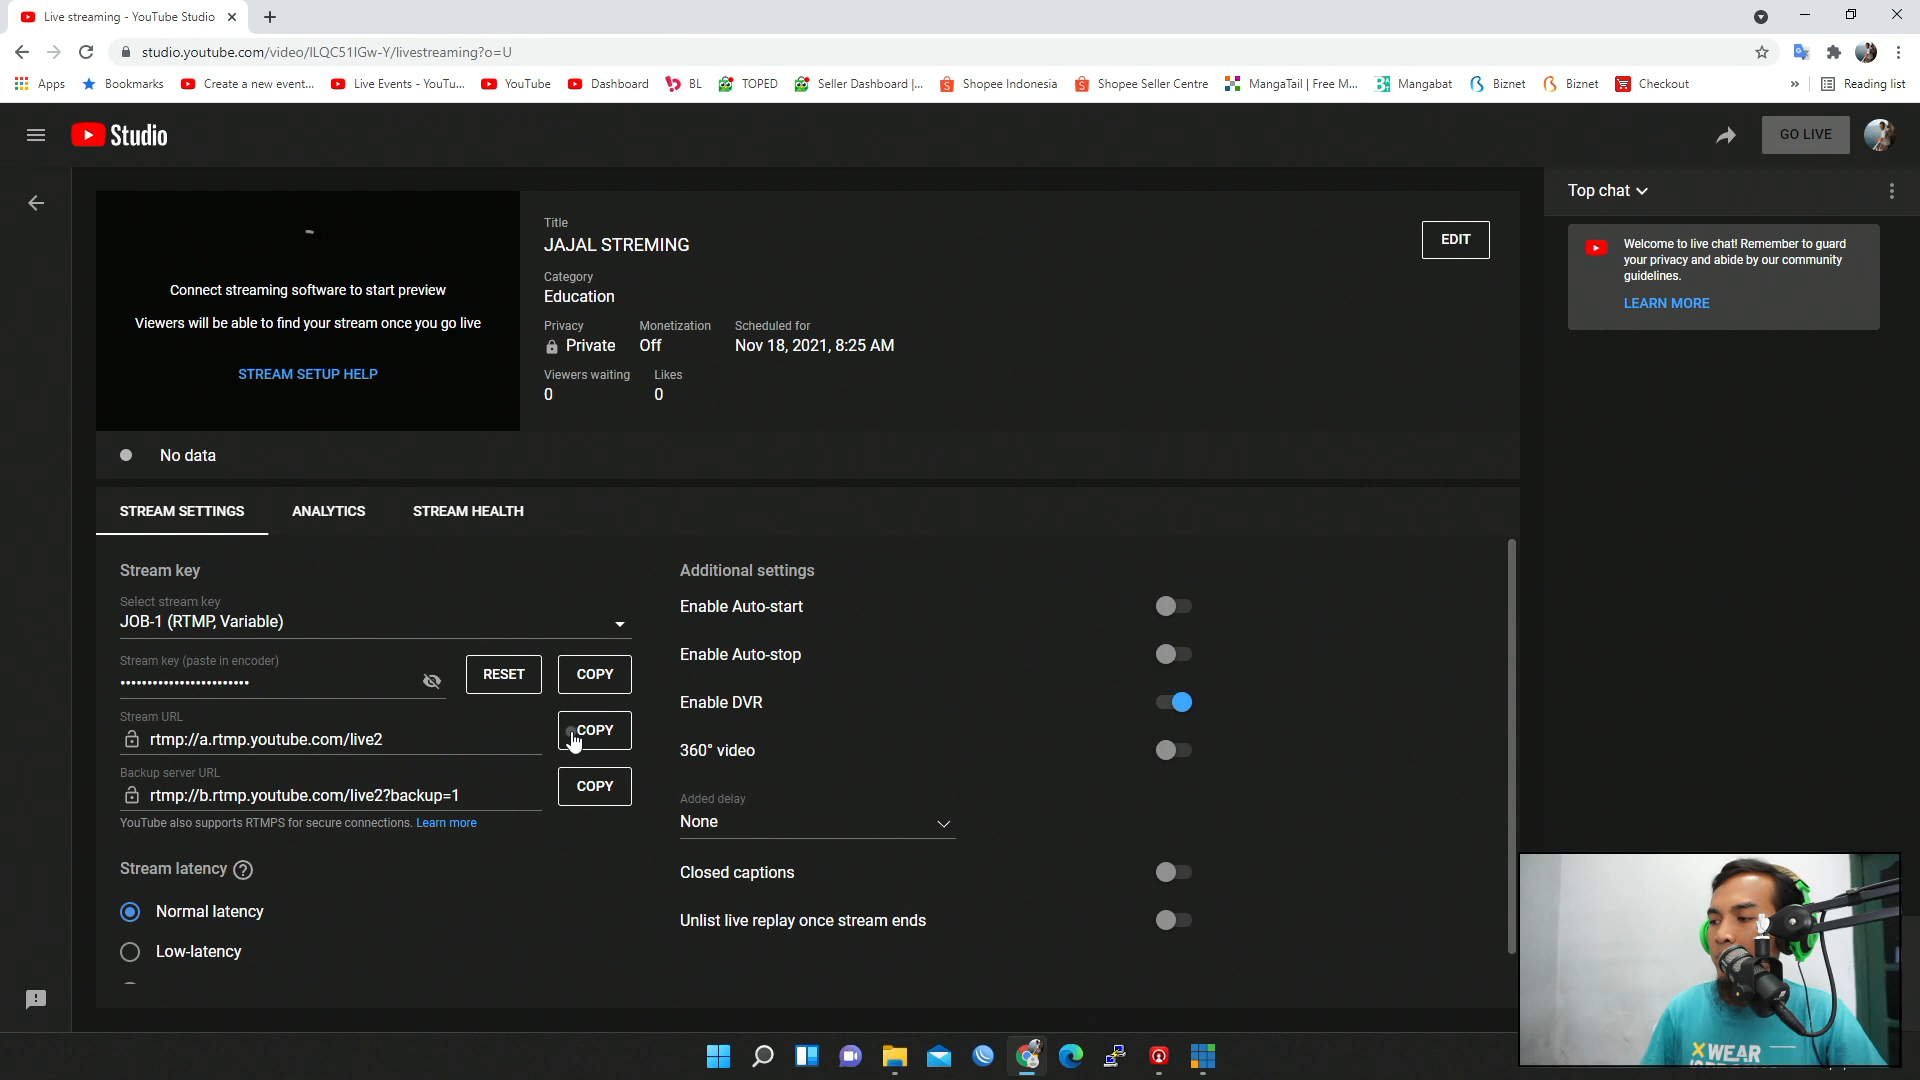 Live streaming - YouTube Studio
studio.youtube.com/video/ILQC51IGw-Y/livestreaming?o=U
Apps
Bookmarks
Create a new event...
Live Events - YouTu...
YouTube
Dashboard
BL
TOPED
Seller Dashboard |...
Shopee Indonesia
Shopee Seller Centre
MangaTail | Free M...
Mangabat
Biznet
Biznet
Checkout
»
Reading list
Studio
GO LIVE
Connect streaming software to start preview
Viewers will be able to find your stream once you go live
STREAM SETUP HELP
Title
JAJAL STREMING
EDIT
Category
Education
Privacy
Private
Monetization
Off
Scheduled for
Nov 18, 2021, 8:25 AM
Viewers waiting
0
Likes
0
Top chat
Welcome to live chat! Remember to guard
your privacy and abide by our community
guidelines.
LEARN MORE
No data
STREAM SETTINGS
ANALYTICS
STREAM HEALTH
Stream key
Select stream key
JOB-1 (RTMP, Variable)
Stream key (paste in encoder)
••••••••••••••••••••••••
RESET
COPY
Stream URL
rtmp://a.rtmp.youtube.com/live2
COPY
Backup server URL
rtmp://b.rtmp.youtube.com/live2?backup=1
COPY
YouTube also supports RTMPS for secure connections. Learn more
Stream latency
Normal latency
Low-latency
Additional settings
Enable Auto-start
Enable Auto-stop
Enable DVR
360° video
Added delay
None
Closed captions
Unlist live replay once stream ends
WEAR